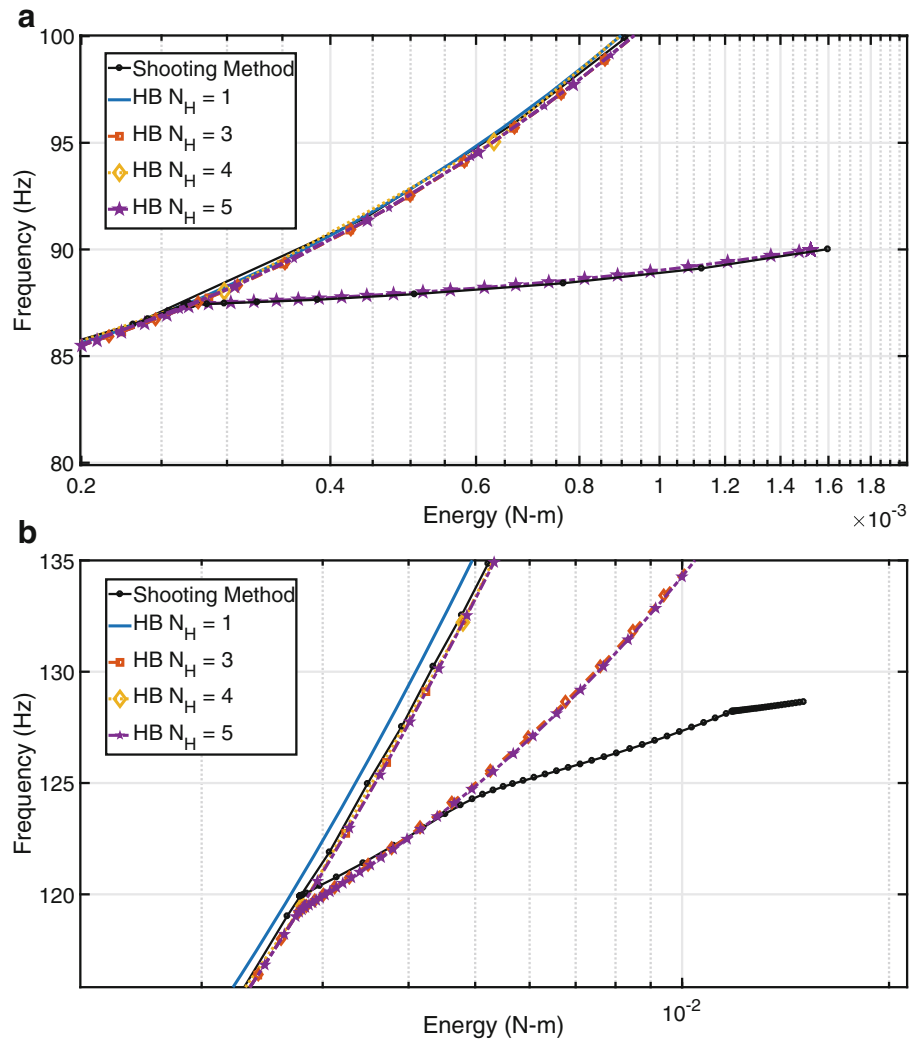 a
100
95
90
85
80
Frequency (Hz)
Shooting Method
HB N_H = 1
HB N_H = 3
HB N_H = 4
HB N_H = 5
0.2
0.4
0.6
0.8
1
1.2
1.4
1.6
1.8
Energy (N-m)
×10⁻³
b
135
130
125
120
Frequency (Hz)
Shooting Method
HB N_H = 1
HB N_H = 3
HB N_H = 4
HB N_H = 5
10⁻²
Energy (N-m)